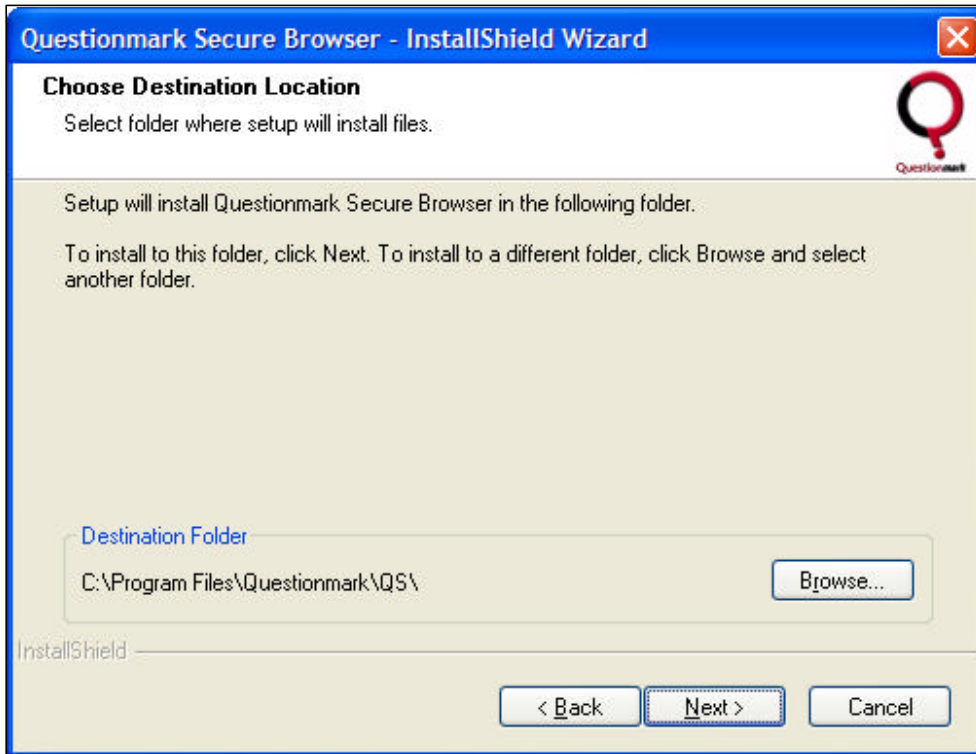 Questionmark Secure Browser - InstallShield Wizard
Choose Destination Location
Select folder where setup will install files.
Questionmark
Setup will install Questionmark Secure Browser in the following folder.
To install to this folder, click Next. To install to a different folder, click Browse and select
another folder.
Destination Folder
C:\Program Files\Questionmark\QS\
Browse...
InstallShield
< Back
Next >
Cancel